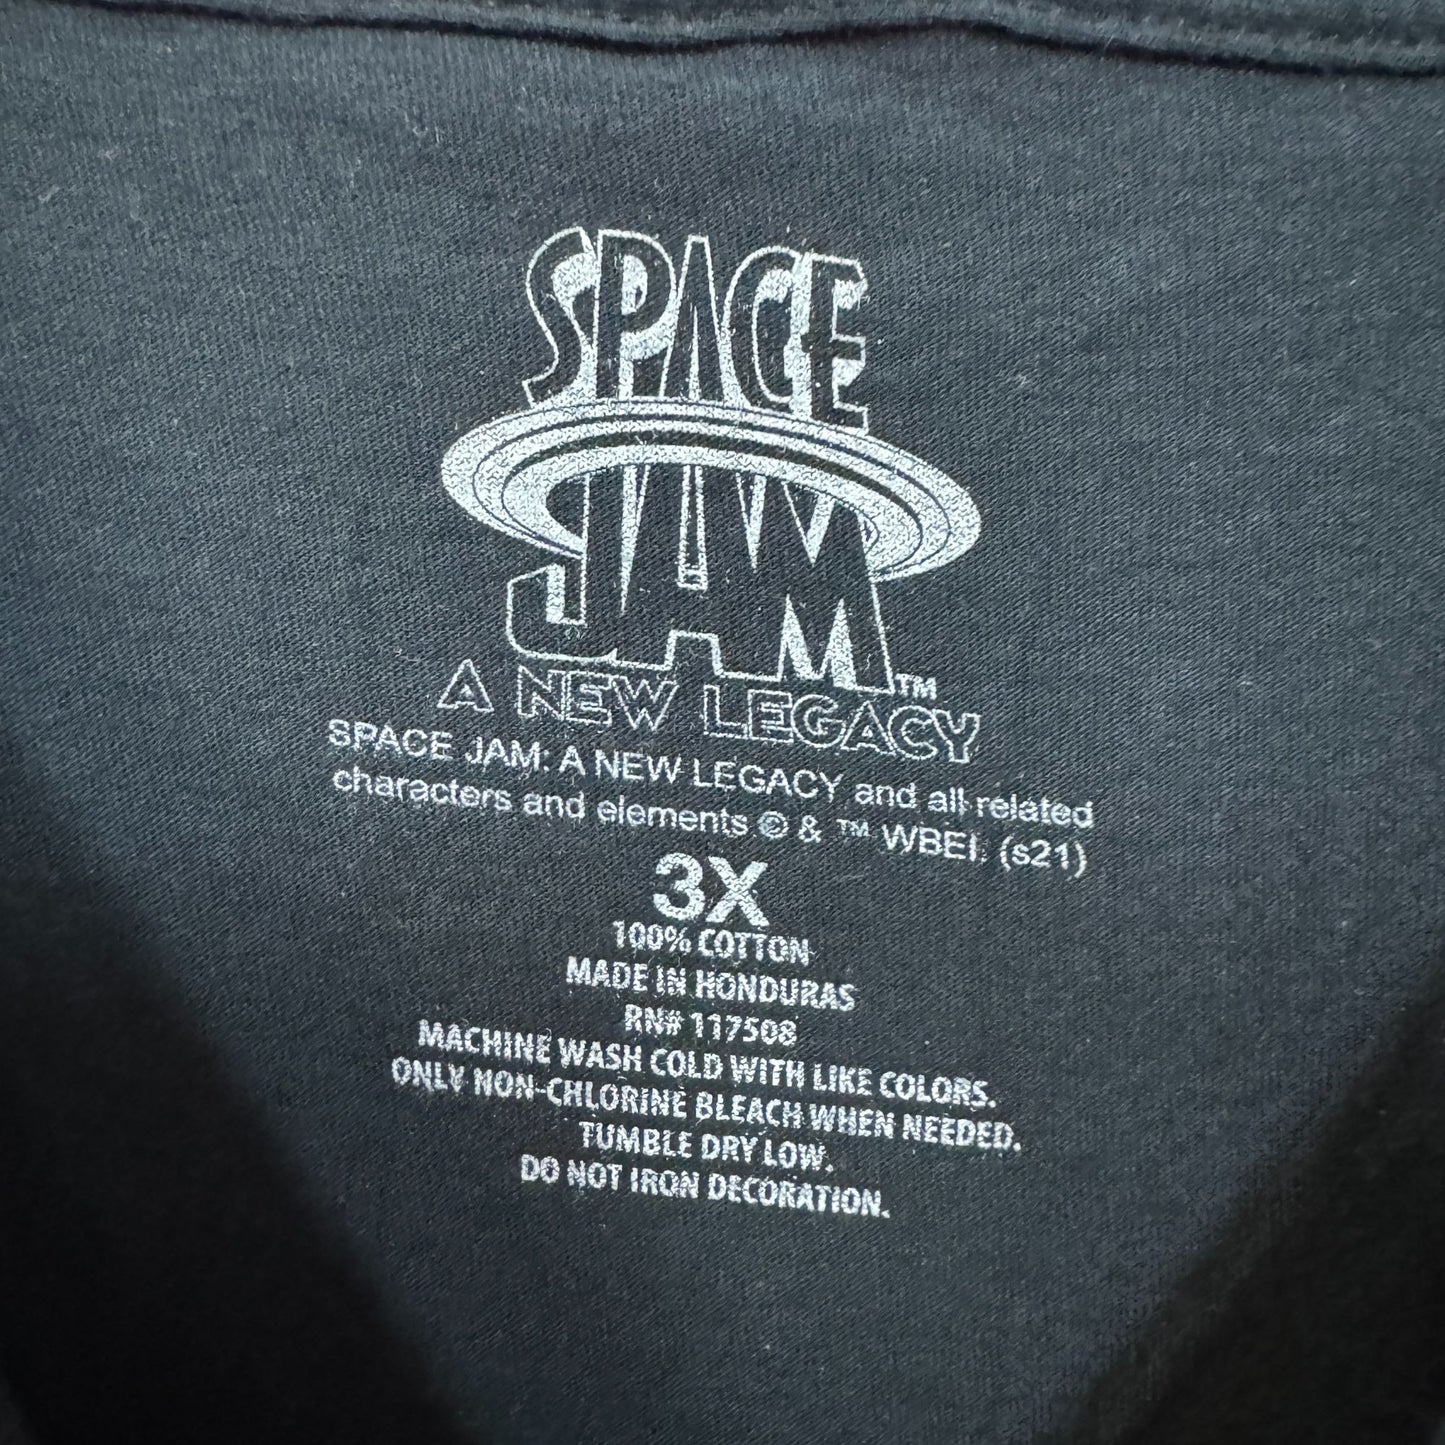 SPACE
JAM™
A NEW LEGACY
SPACE JAM: A NEW LEGACY and all related
characters and elements © & ™ WBEI. (s21)
3X
100% COTTON
MADE IN HONDURAS
RN# 117508
MACHINE WASH COLD WITH LIKE COLORS.
ONLY NON-CHLORINE BLEACH WHEN NEEDED.
TUMBLE DRY LOW.
DO NOT IRON DECORATION.